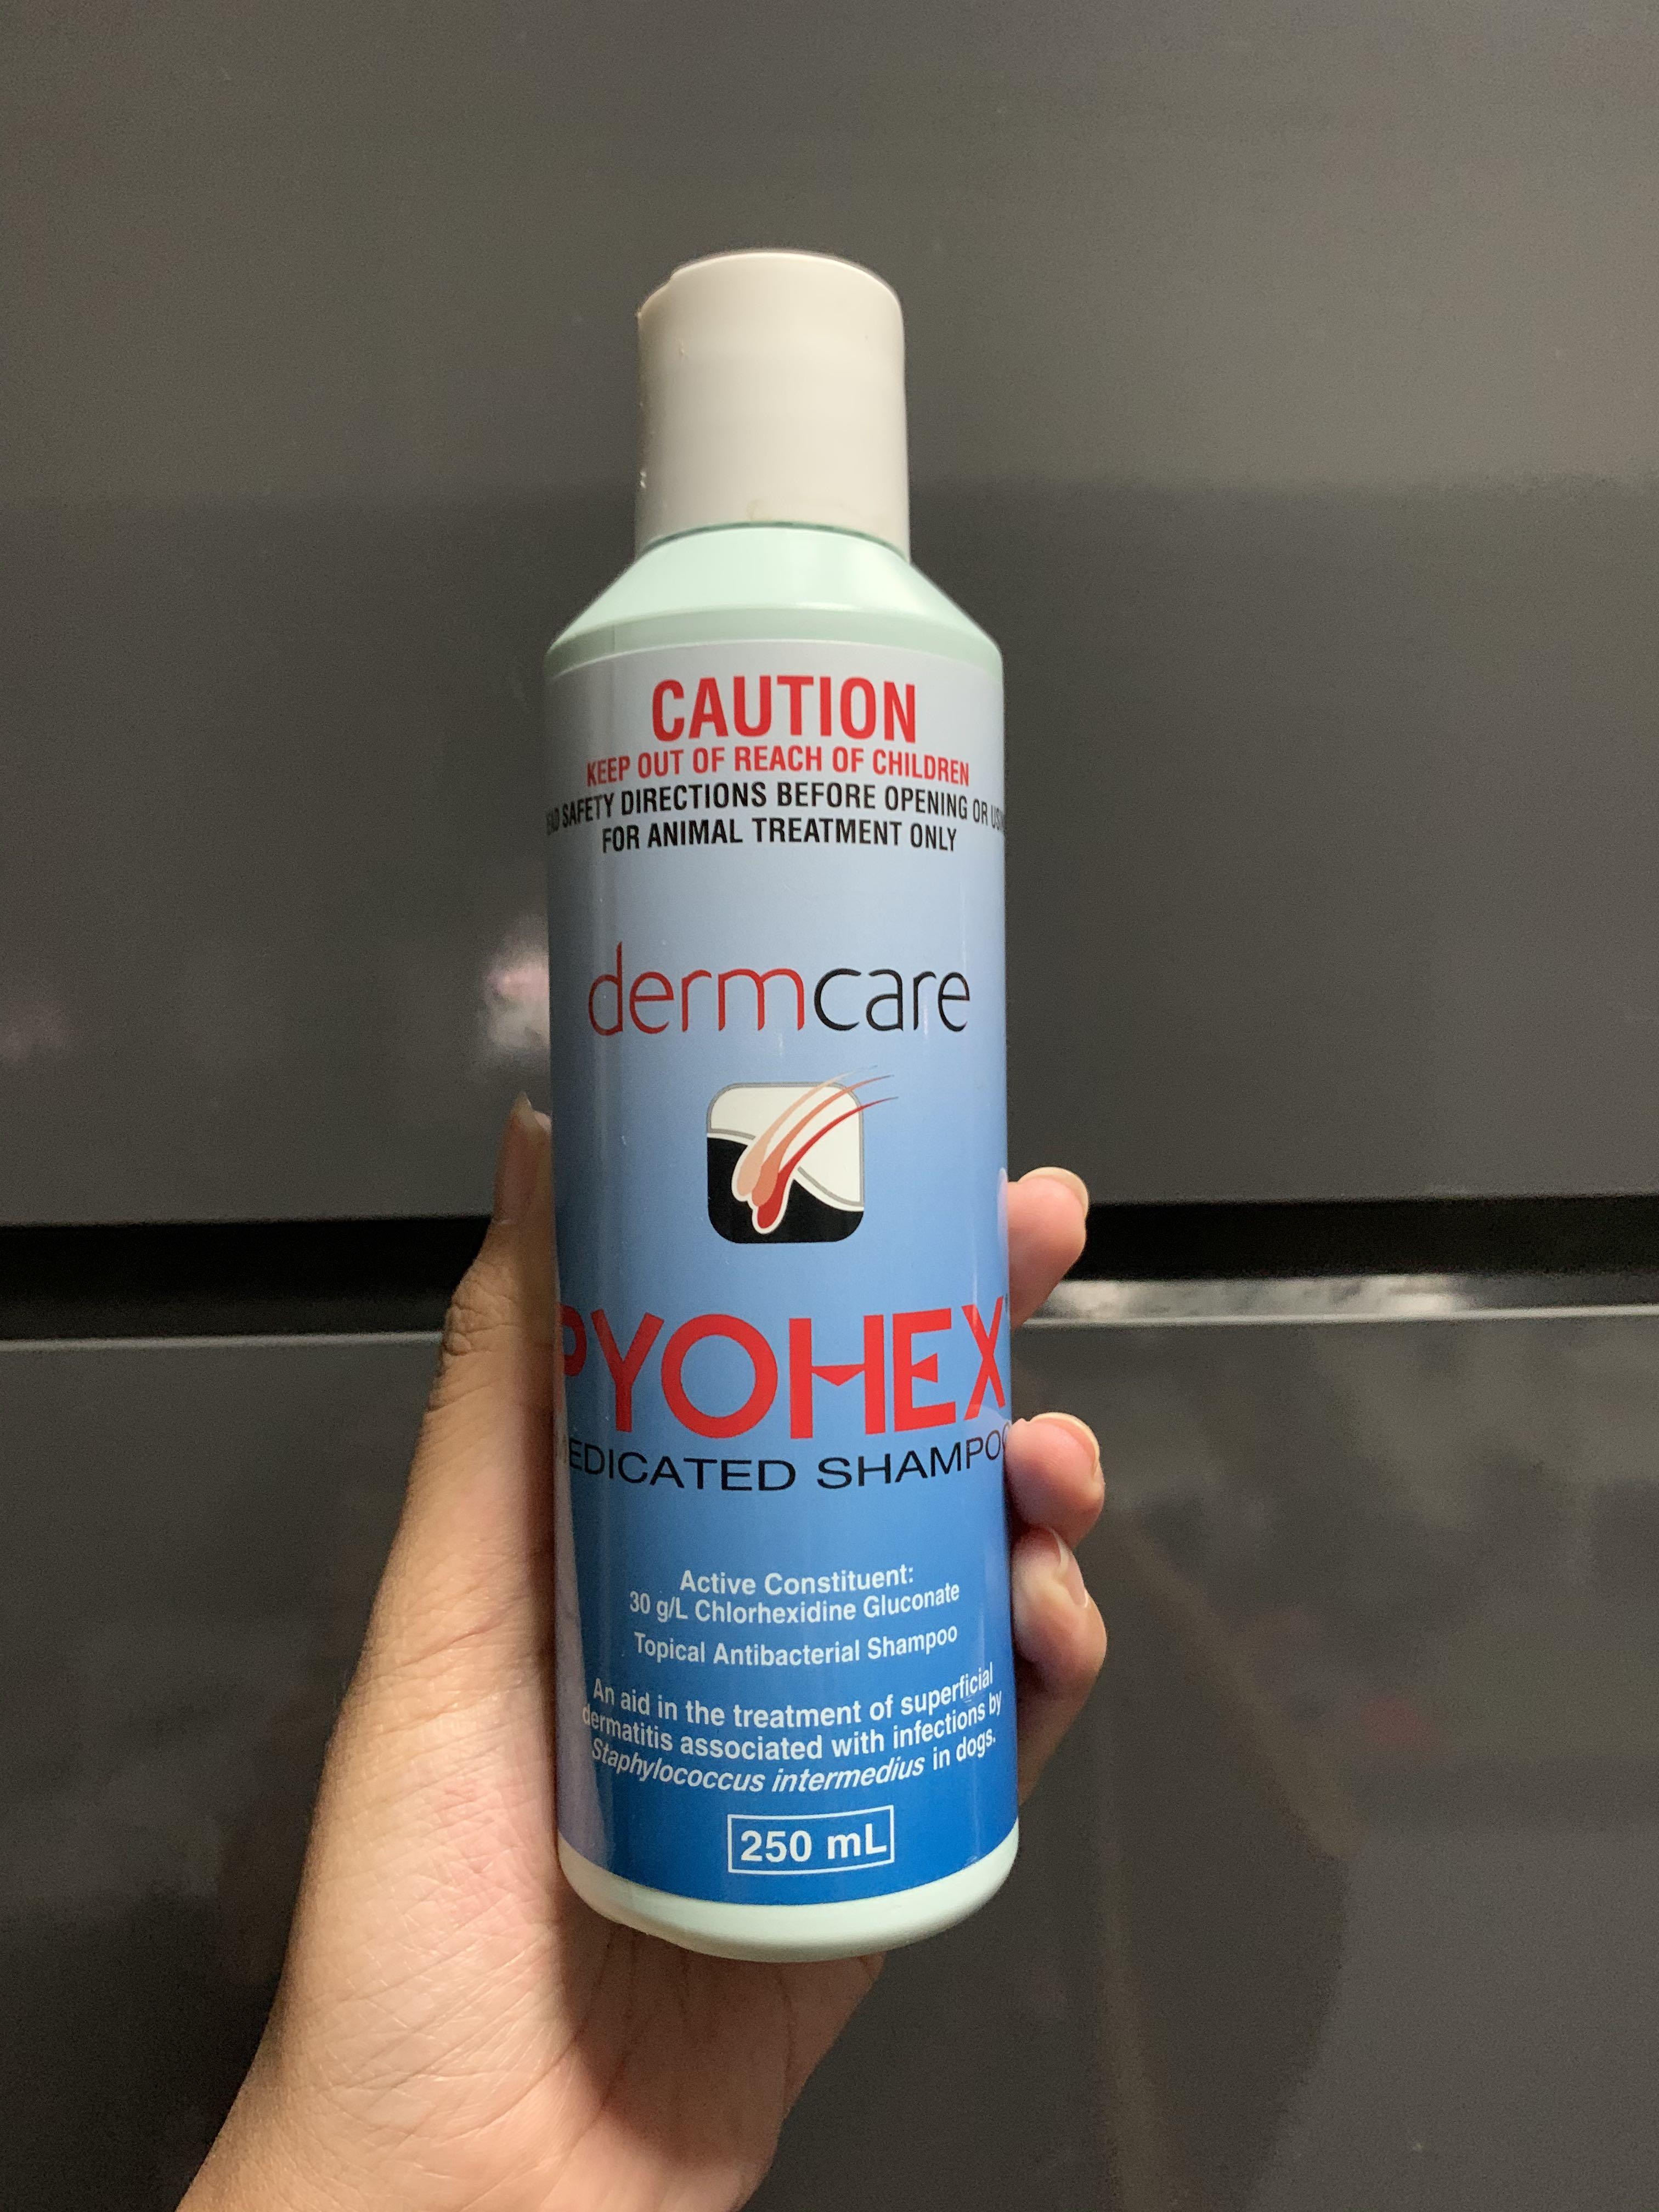 CAUTION
KEEP OUT OF REACH OF CHILDREN
SAFETY DIRECTIONS BEFORE OPENING OR
FOR ANIMAL TREATMENT ONLY
dermcare
PYOHEX
MEDICATED SHAMPOO
Active Constituent:
30 g/L Chlorhexidine Gluconate
Topical Antibacterial Shampoo
An aid in the treatment of superficial
dermatitis associated with infections by
Staphylococcus intermedius in dogs.
250 mL